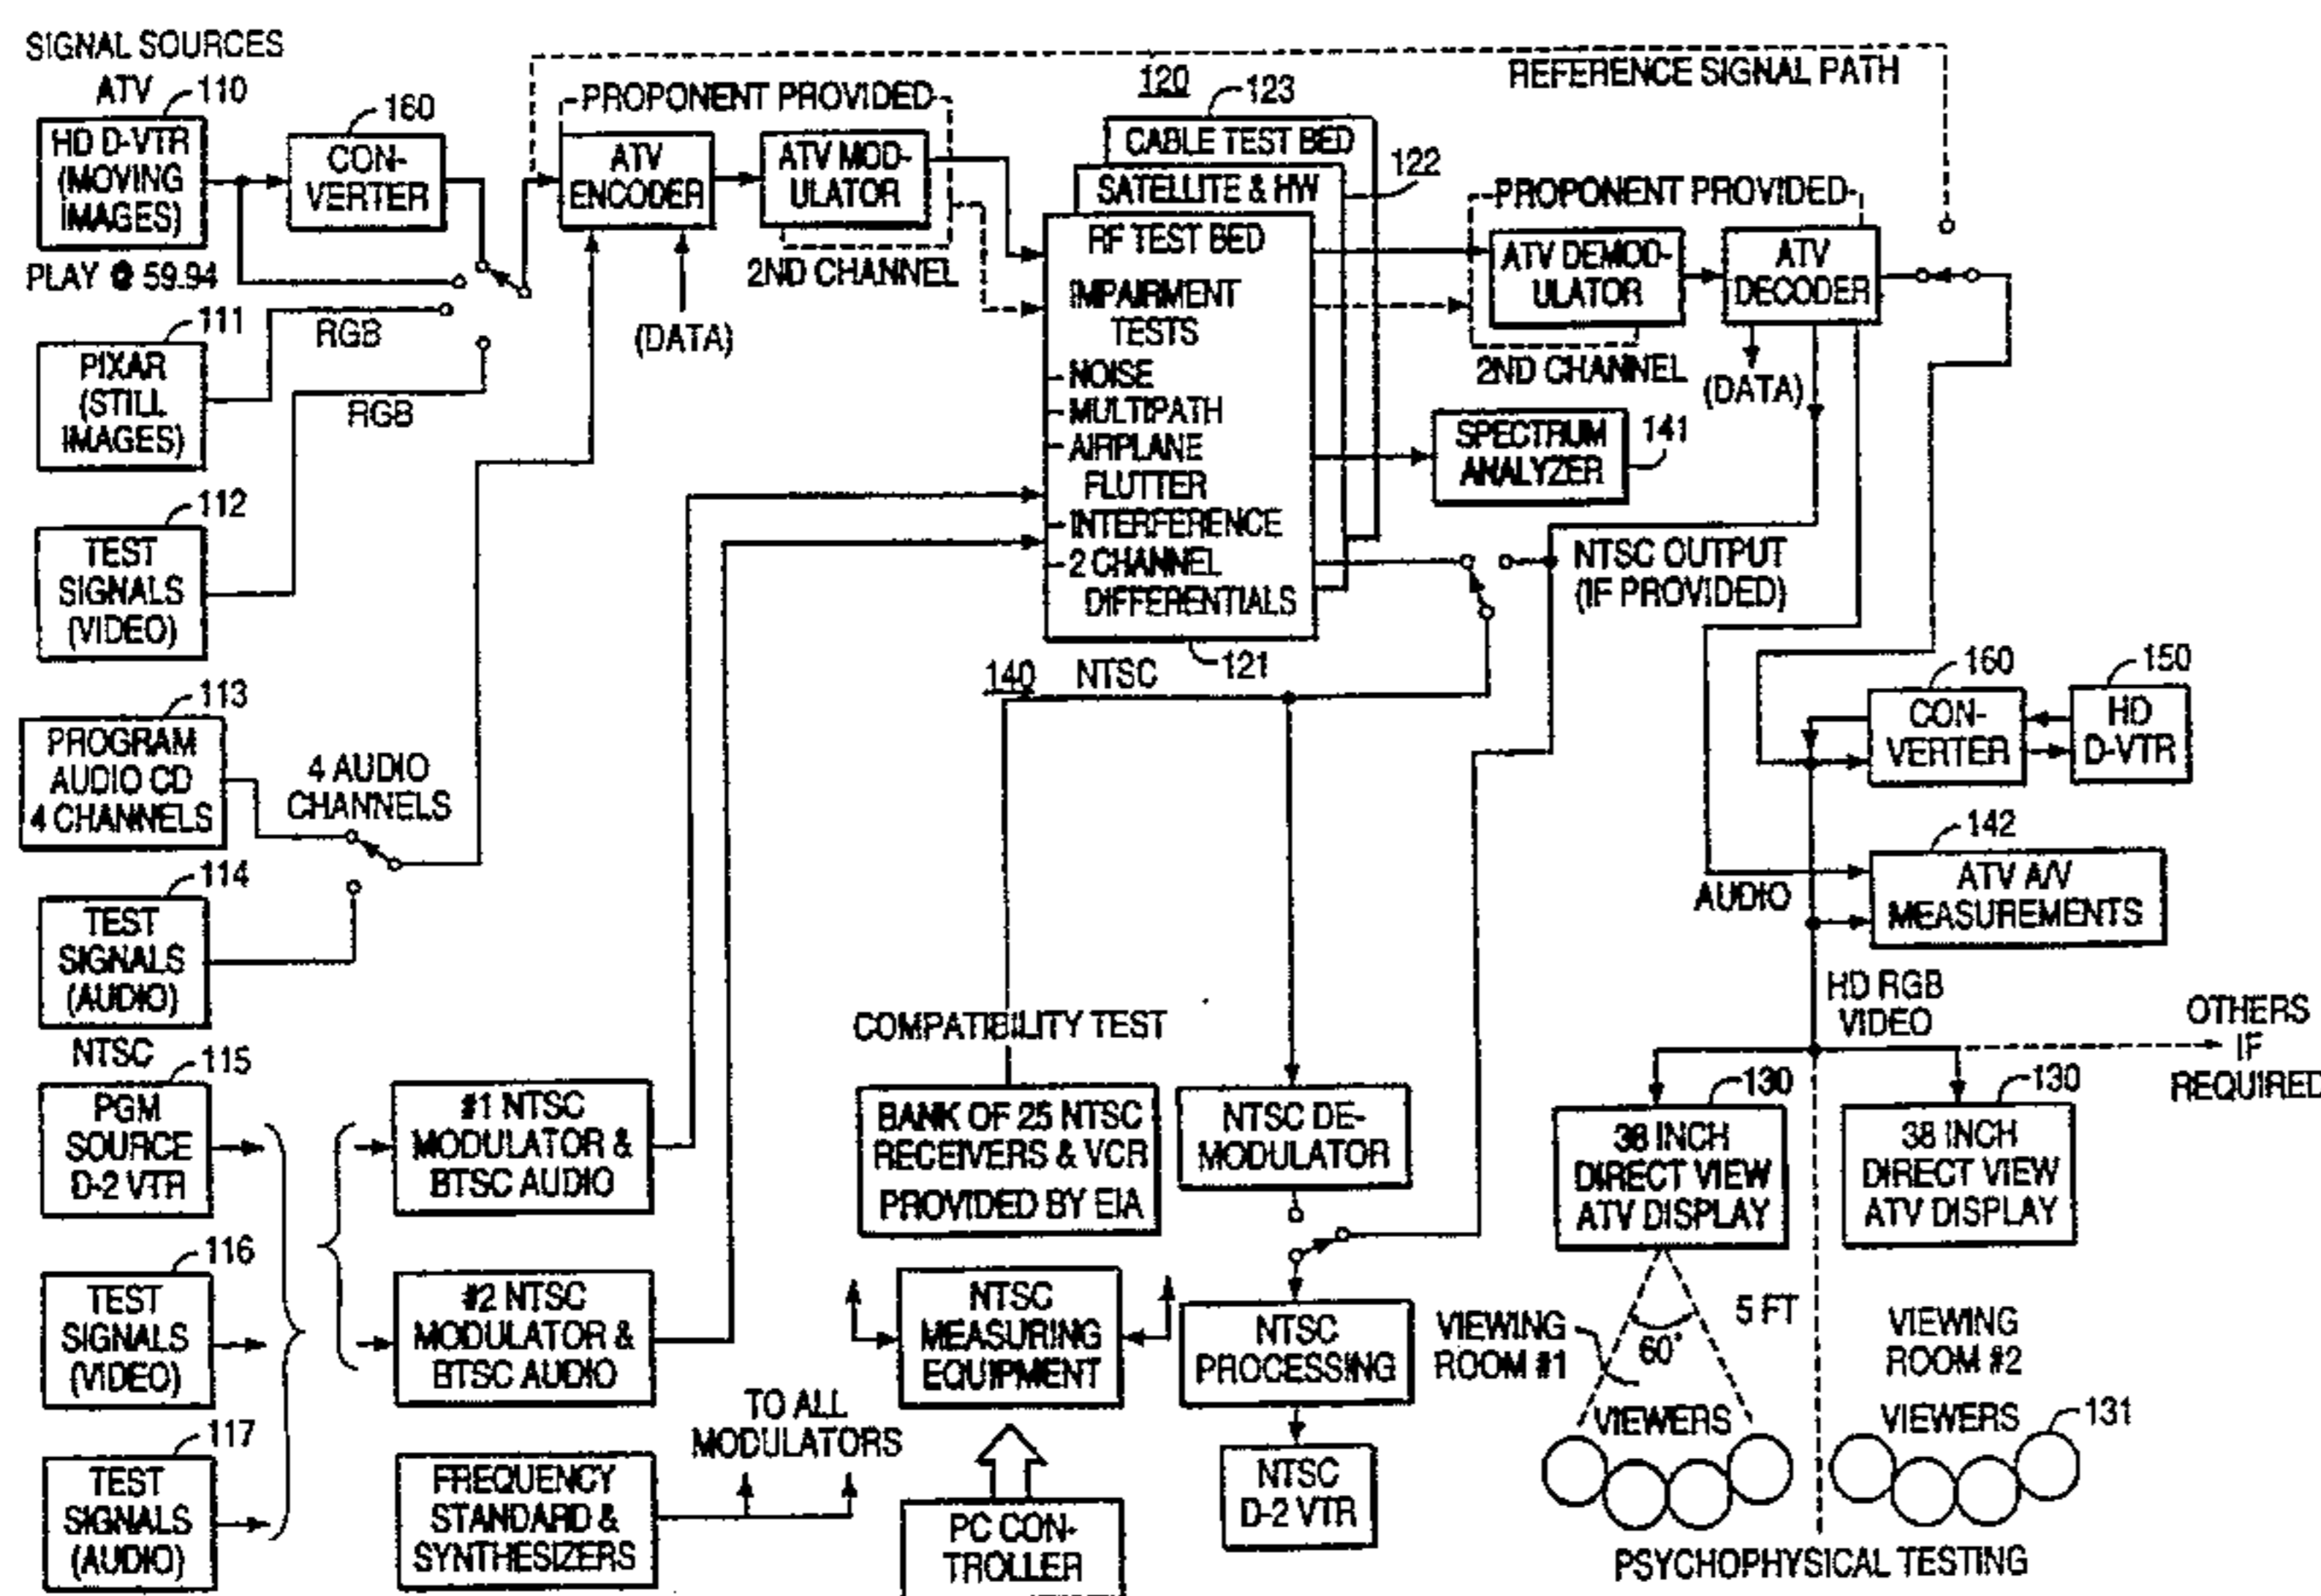 SIGNAL SOURCES
ATV
110
HD D-VTR
(MOVING
IMAGES)
PLAY @ 59.94
160
CON-
VERTER
111
PIXAR
(STILL
IMAGES)
RGB
112
TEST
SIGNALS
(VIDEO)
RGB
113
PROGRAM
AUDIO CD
4 CHANNELS
4 AUDIO
CHANNELS
114
TEST
SIGNALS
(AUDIO)
NTSC
115
PGM
SOURCE
D-2 VTR
116
TEST
SIGNALS
(VIDEO)
117
TEST
SIGNALS
(AUDIO)
#1 NTSC
MODULATOR &
BTSC AUDIO
#2 NTSC
MODULATOR &
BTSC AUDIO
FREQUENCY
STANDARD &
SYNTHESIZERS
TO ALL
MODULATORS
PROPONENT PROVIDED
ATV
ENCODER
(DATA)
ATV MOD-
ULATOR
2ND CHANNEL
120
REFERENCE SIGNAL PATH
123
CABLE TEST BED
122
SATELLITE & HW
RF TEST BED
IMPAIRMENT
TESTS
NOISE
MULTIPATH
AIRPLANE
FLUTTER
INTERFERENCE
2 CHANNEL
DIFFERENTIALS
121
PROPONENT PROVIDED
ATV DEMOD-
ULATOR
2ND CHANNEL
ATV
DECODER
(DATA)
SPECTRUM
ANALYZER
141
NTSC OUTPUT
(IF PROVIDED)
140
NTSC
COMPATIBILITY TEST
BANK OF 25 NTSC
RECEIVERS & VCR
PROVIDED BY EIA
NTSC DE-
MODULATOR
NTSC
MEASURING
EQUIPMENT
NTSC
PROCESSING
NTSC
D-2 VTR
PC CON-
TROLLER
160
CON-
VERTER
150
HD
D-VTR
142
ATV A/V
MEASUREMENTS
AUDIO
HD RGB
VIDEO
OTHERS
IF
REQUIRED
130
38 INCH
DIRECT VIEW
ATV DISPLAY
130
38 INCH
DIRECT VIEW
ATV DISPLAY
VIEWING
ROOM #1
60°
5 FT
VIEWERS
VIEWING
ROOM #2
VIEWERS
131
PSYCHOPHYSICAL TESTING